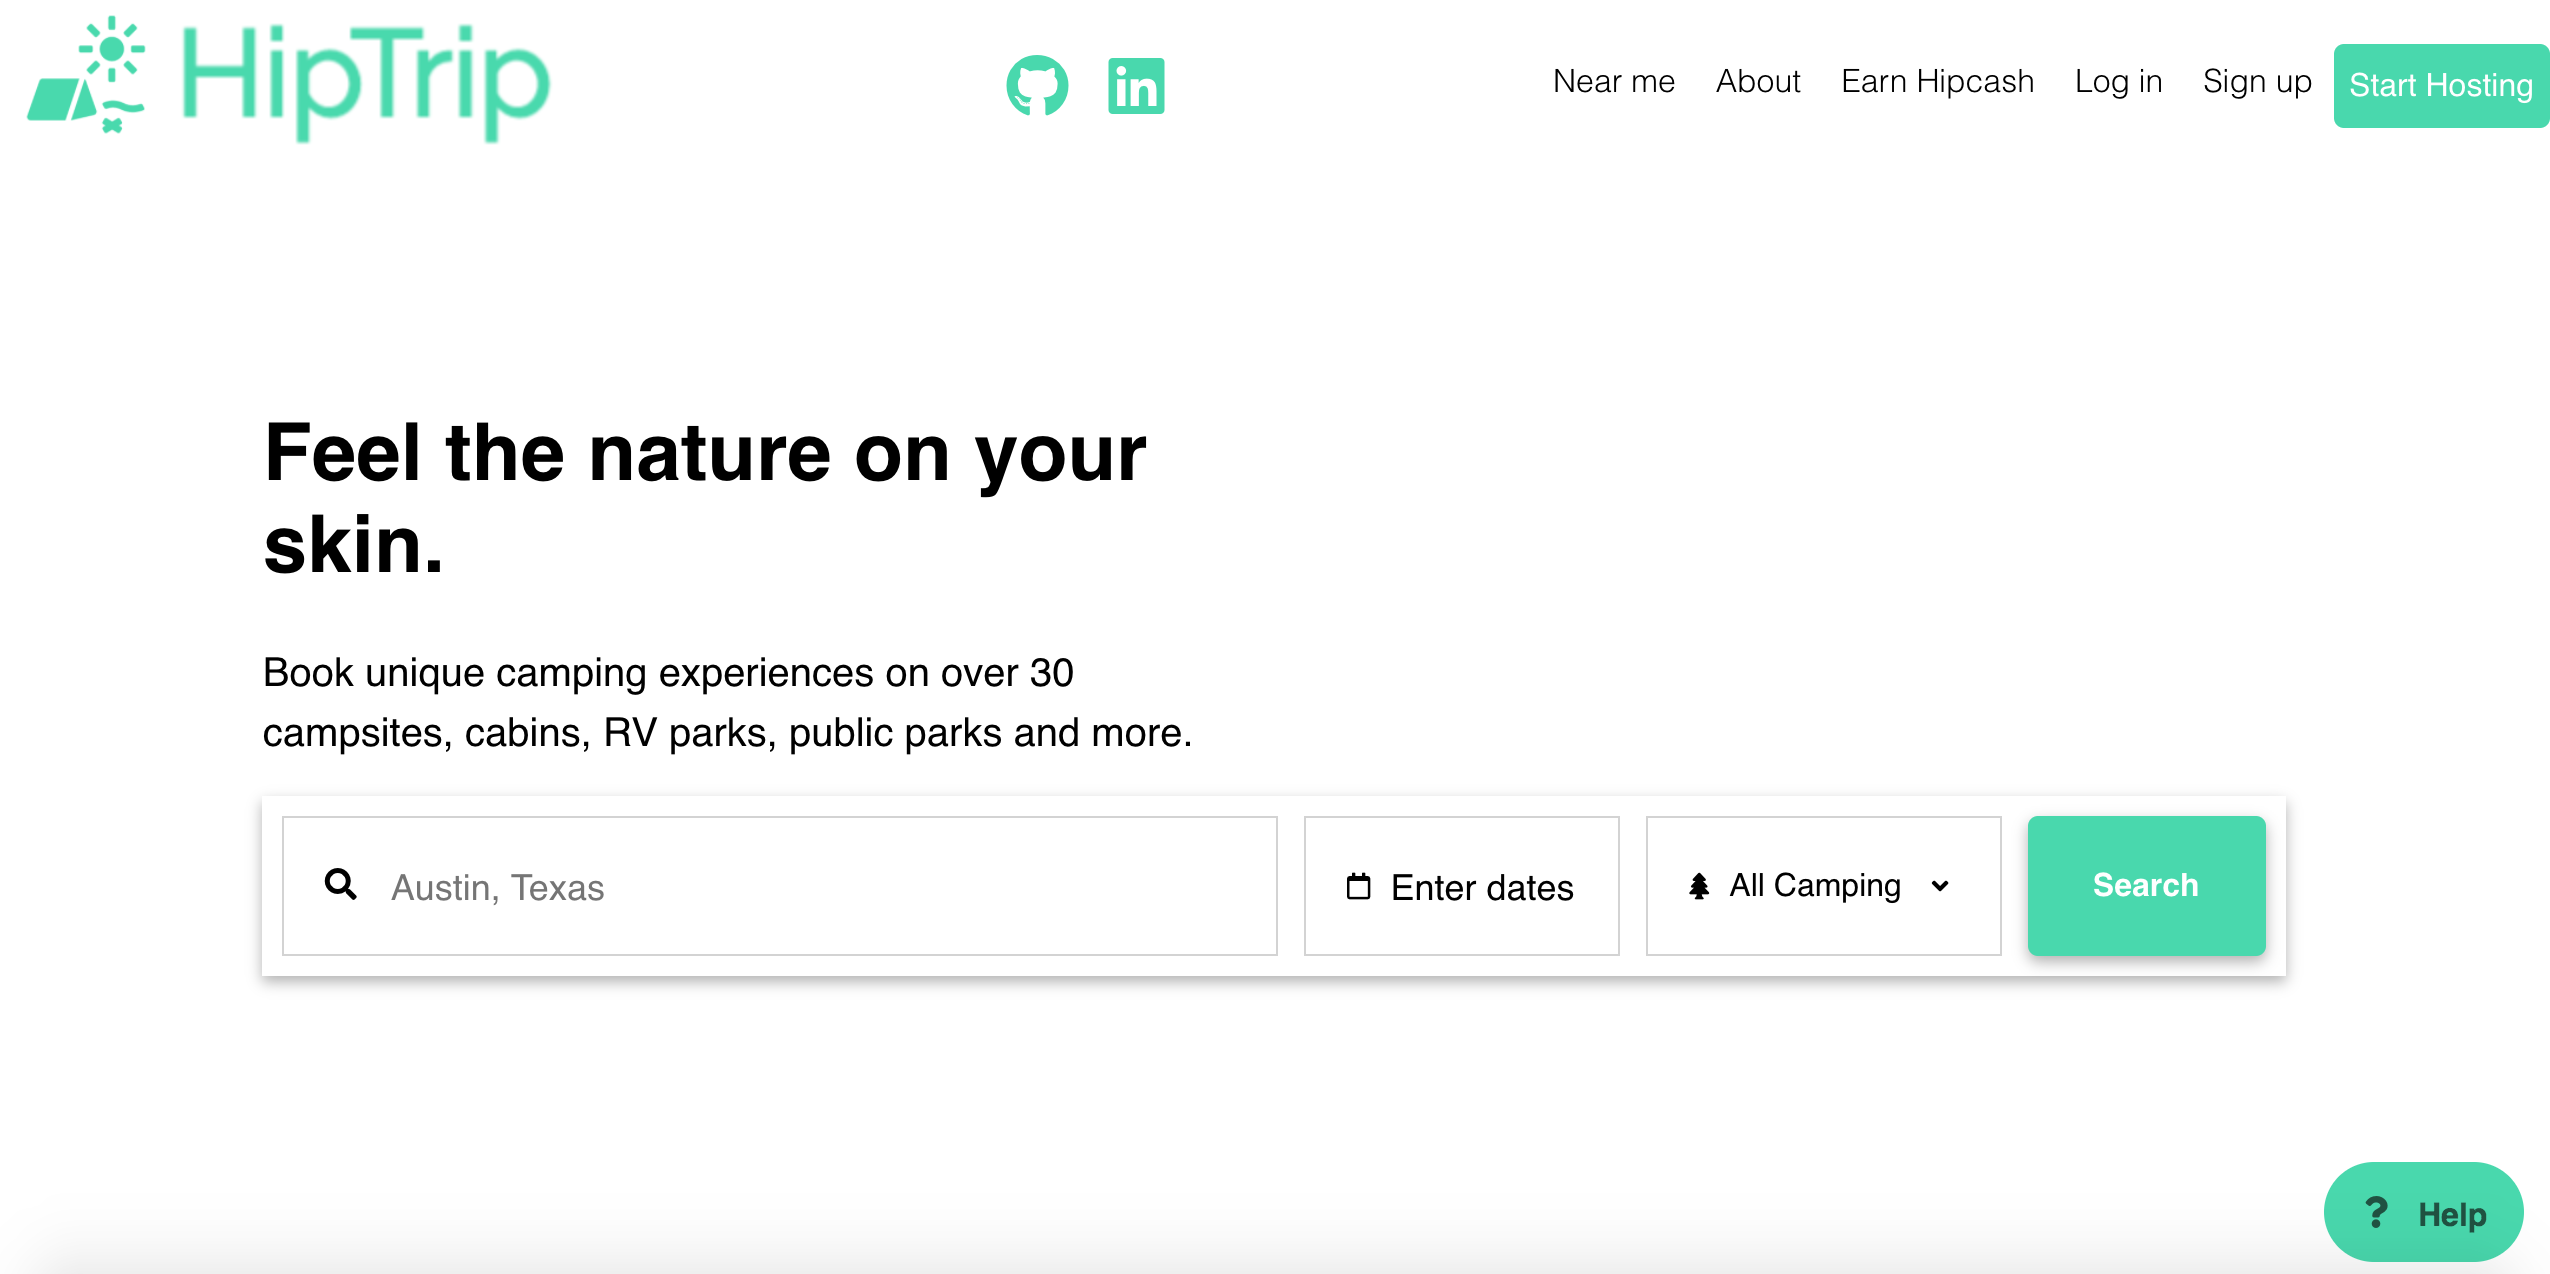 HipTrip
in
Near me
About
Earn Hipcash
Log in
Sign up
Start Hosting
Feel the nature on your
skin.
Book unique camping experiences on over 30
campsites, cabins, RV parks, public parks and more.
Austin, Texas
Enter dates
All Camping
Search
? Help